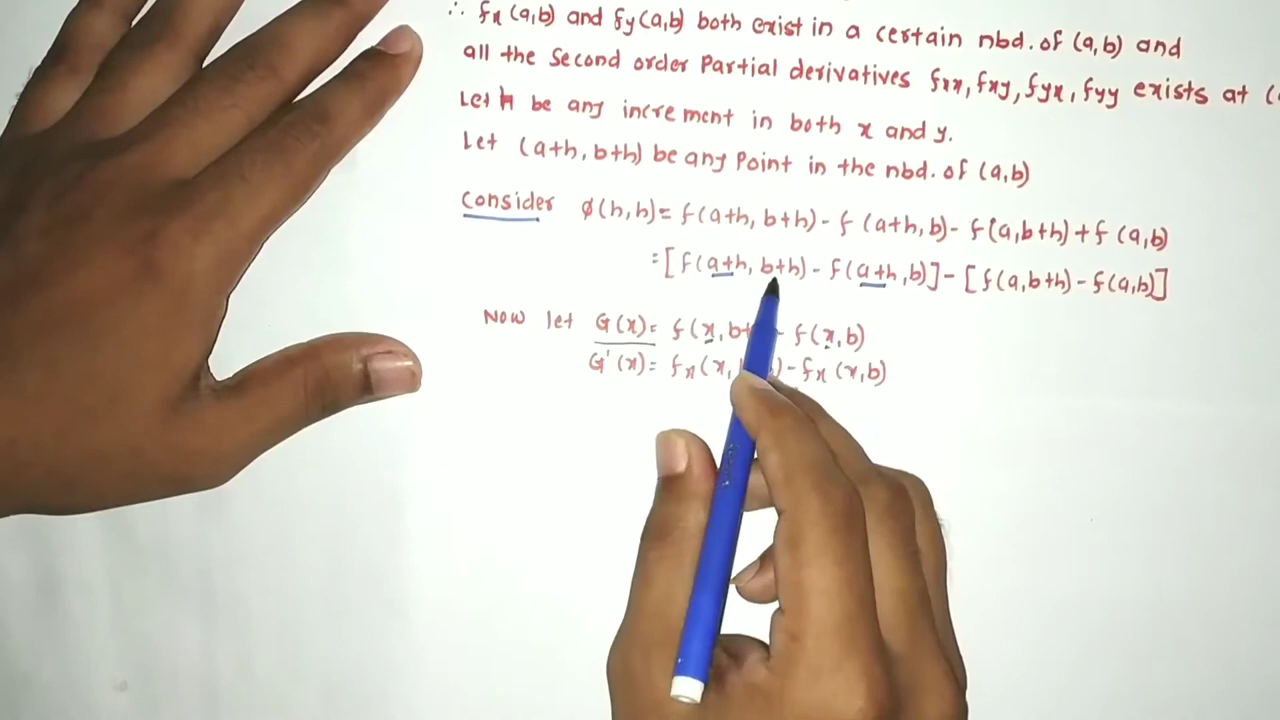 ∴ fx (a,b) and fy (a,b) both exist in a certain nbd. of (a,b) and
all the Second order Partial derivatives fxx, fxy, fyx, fyy exists at (
Let h be any increment in both x and y.
Let (a+h, b+h) be any Point in the nbd. of (a,b)
Consider ϕ(h,h) = f(a+h, b+h) - f (a+h, b) - f(a,b+h) + f (a,b)
= [f(a+h, b+h) - f(a+h,b)] - [f(a,b+h) - f(a,b)]
Now let G(x) = f(x, b+ - f(x,b)
G'(x) = fx(x, ) - fx (x,b)